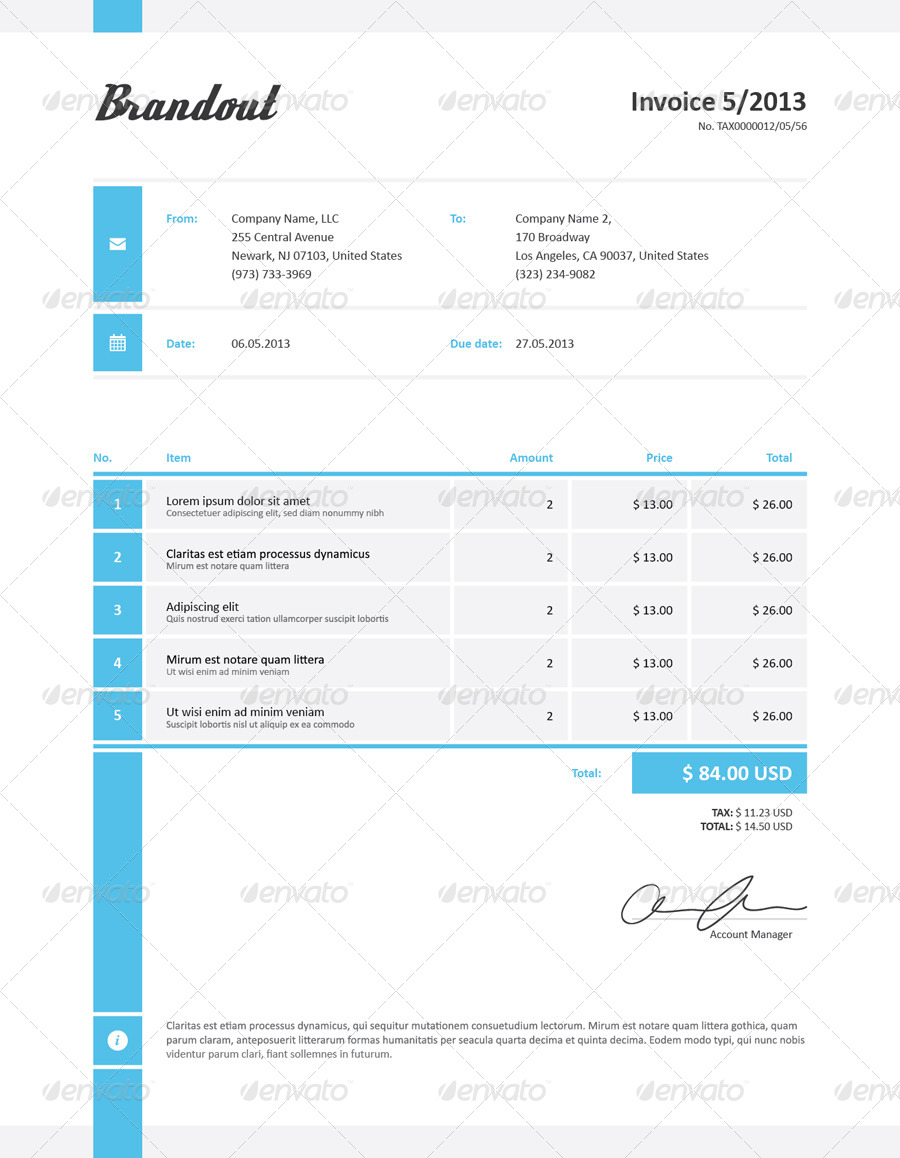 Brandout
Invoice 5/2013
No. TAX0000012/05/56
From: Company Name, LLC
255 Central Avenue
Newark, NJ 07103, United States
(973) 733-3969
To: Company Name 2,
170 Broadway
Los Angeles, CA 90037, United States
(323) 234-9082
Date: 06.05.2013 Due date: 27.05.2013
No. Item Amount Price Total
1 Lorem ipsum dolor sit amet 2 $ 13.00 $ 26.00
Consectetuer adipiscing elit, sed diam nonummy nibh
2 Claritas est etiam processus dynamicus 2 $ 13.00 $ 26.00
Mirum est notare quam littera
3 Adipiscing elit 2 $ 13.00 $ 26.00
Quis nostrud exerci tation ullamcorper suscipit lobortis
4 Mirum est notare quam littera 2 $ 13.00 $ 26.00
Ut wisi enim ad minim veniam
5 Ut wisi enim ad minim veniam 2 $ 13.00 $ 26.00
Suscipit lobortis nisl ut aliquip ex ea commodo
Total: $ 84.00 USD
TAX: $ 11.23 USD
TOTAL: $ 14.50 USD
Account Manager
Claritas est etiam processus dynamicus, qui sequitur mutationem consuetudium lectorum. Mirum est notare quam littera gothica, quam
parum claram, anteposuerit litterarum formas humanitatis per seacula quarta decima et quinta decima. Eodem modo typi, qui nunc nobis
videntur parum clari, fiant sollemnes in futurum.
envato